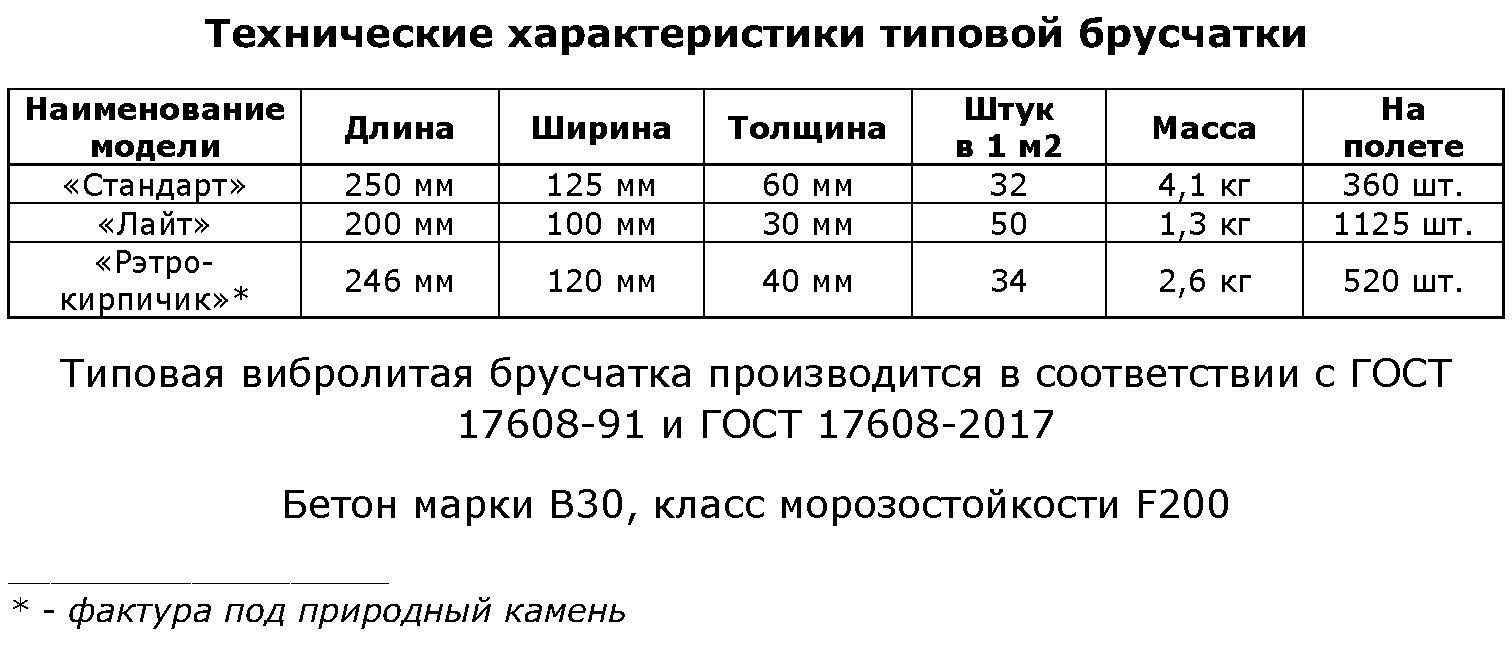 Технические характеристики типовой брусчатки
Наименование модели Длина Ширина Толщина Штук в 1 м2 Масса На полете
«Стандарт» 250 мм 125 мм 60 мм 32 4,1 кг 360 шт.
«Лайт» 200 мм 100 мм 30 мм 50 1,3 кг 1125 шт.
«Рэтро-кирпичик»* 246 мм 120 мм 40 мм 34 2,6 кг 520 шт.
Типовая вибролитая брусчатка производится в соответствии с ГОСТ
17608-91 и ГОСТ 17608-2017
Бетон марки В30, класс морозостойкости F200
* - фактура под природный камень